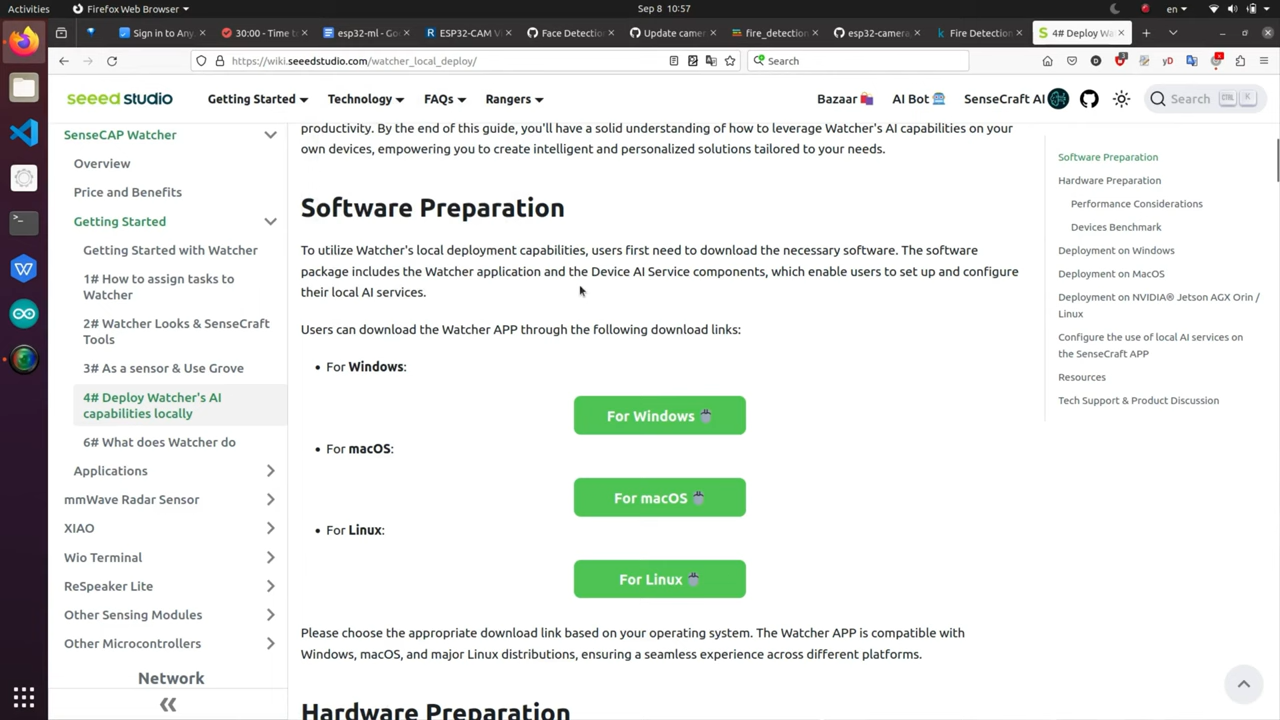 Activities
Firefox Web Browser
Sep 8 10:57
en
Sign in to Any
30:00 - Time t
esp32-ml - Goo
ESP32-CAM Vi
Face Detection
Update camer
fire_detection
esp32-camera
Fire Detection
4# Deploy Wa
https://wiki.seeedstudio.com/watcher_local_deploy/
Search
seeed studio
Getting Started
Technology
FAQs
Rangers
Bazaar
AI Bot
SenseCraft AI
Search
CTRL
K
SenseCAP Watcher
Overview
Price and Benefits
Getting Started
Getting Started with Watcher
1# How to assign tasks to
Watcher
2# Watcher Looks & SenseCraft
Tools
3# As a sensor & Use Grove
4# Deploy Watcher's AI
capabilities locally
6# What does Watcher do
Applications
mmWave Radar Sensor
XIAO
Wio Terminal
ReSpeaker Lite
Other Sensing Modules
Other Microcontrollers
Network
productivity. By the end of this guide, you'll have a solid understanding of how to leverage Watcher's AI capabilities on your
own devices, empowering you to create intelligent and personalized solutions tailored to your needs.
Software Preparation
To utilize Watcher's local deployment capabilities, users first need to download the necessary software. The software
package includes the Watcher application and the Device AI Service components, which enable users to set up and configure
their local AI services.
Users can download the Watcher APP through the following download links:
• For Windows:
For Windows
• For macOS:
For macOS
• For Linux:
For Linux
Please choose the appropriate download link based on your operating system. The Watcher APP is compatible with
Windows, macOS, and major Linux distributions, ensuring a seamless experience across different platforms.
Hardware Preparation
Software Preparation
Hardware Preparation
Performance Considerations
Devices Benchmark
Deployment on Windows
Deployment on MacOS
Deployment on NVIDIA® Jetson AGX Orin /
Linux
Configure the use of local AI services on
the SenseCraft APP
Resources
Tech Support & Product Discussion